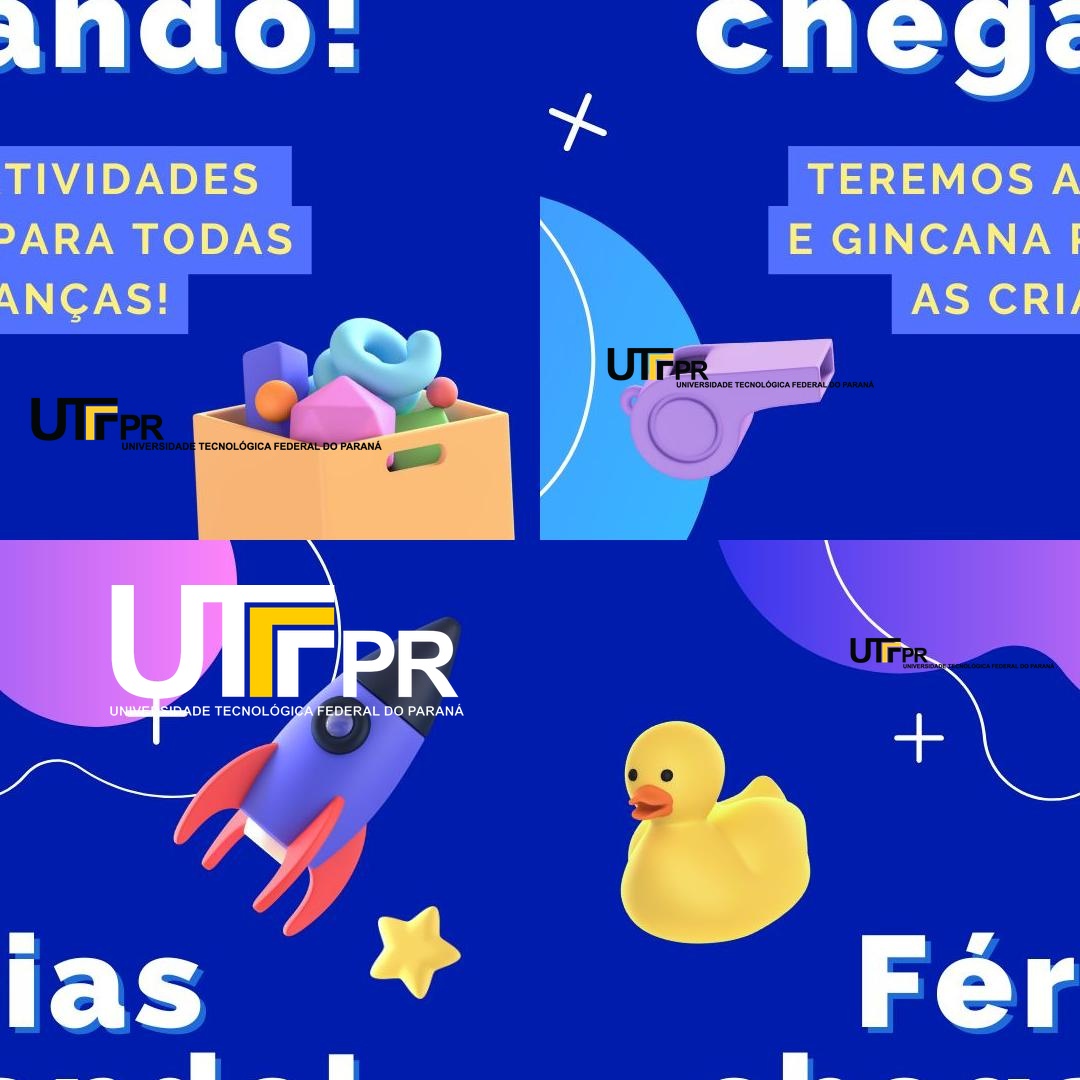 ando!
TIVIDADES
PARA TODAS
ANÇAS!
UTFPR
UNIVERSIDADE TECNOLÓGICA FEDERAL DO PARANÁ
chega
TEREMOS A
E GINCANA P
AS CRIA
UTFPR
UNIVERSIDADE TECNOLÓGICA FEDERAL DO PARANÁ
UTFPR
UNIVERSIDADE TECNOLÓGICA FEDERAL DO PARANÁ
ias
UTFPR
UNIVERSIDADE TECNOLÓGICA FEDERAL DO PARANÁ
Fér